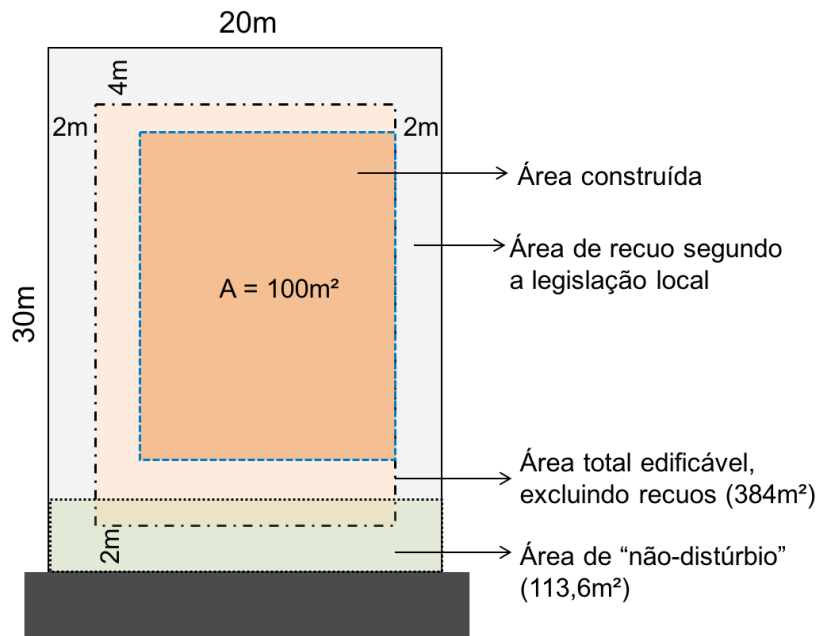 20m
4m
2m
2m
Área construída
Área de recuo segundo
a legislação local
A = 100m²
30m
Área total edificável,
excluindo recuos (384m²)
2m
Área de “não-distúrbio”
(113,6m²)